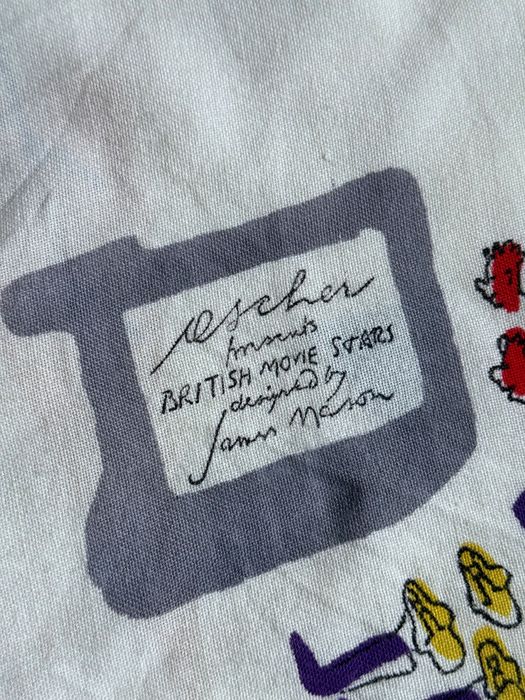 Ascher
presents
BRITISH MOVIE STARS
designed by
James Mason